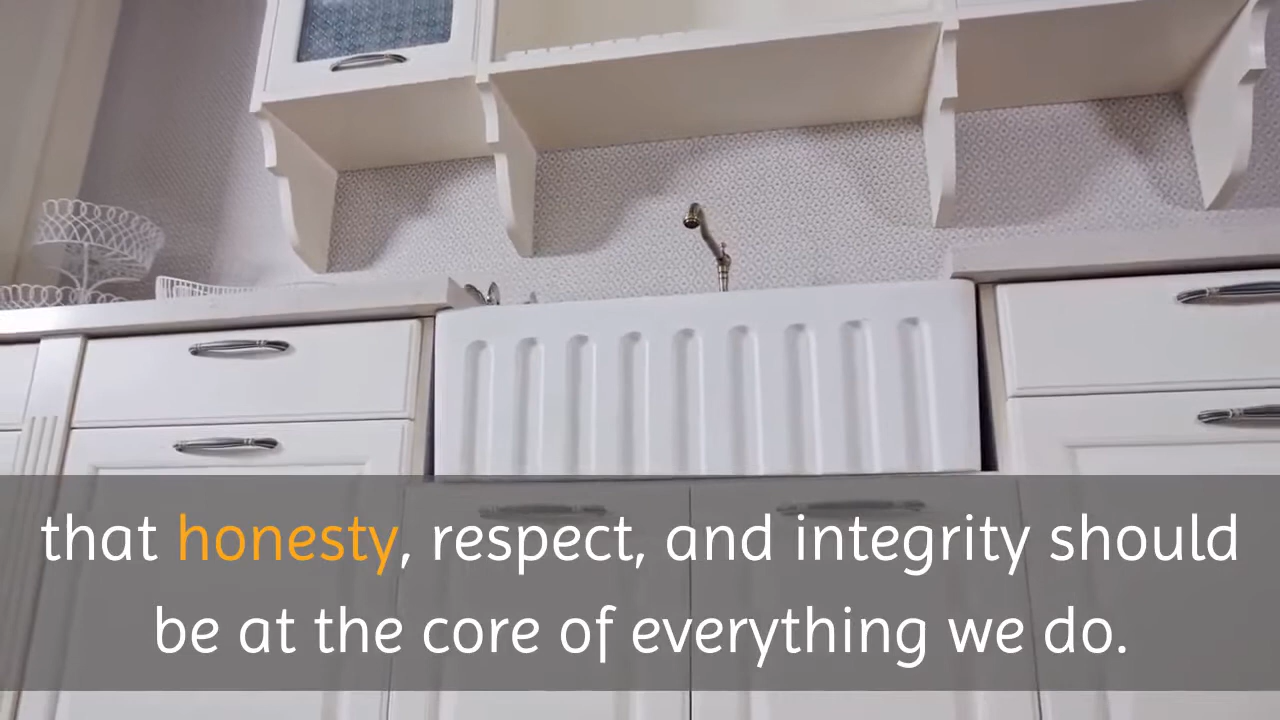 that honesty, respect, and integrity should
be at the core of everything we do.